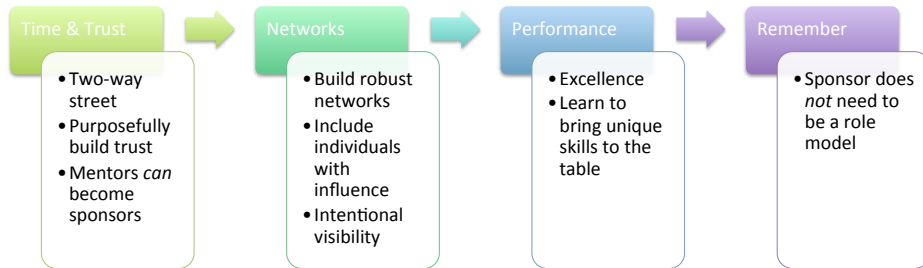 Time & Trust
• Two-way
street
• Purposefully
build trust
• Mentors can
become
sponsors
Networks
• Build robust
networks
• Include
individuals
with
influence
• Intentional
visibility
Performance
• Excellence
• Learn to
bring unique
skills to the
table
Remember
• Sponsor does
not need to
be a role
model